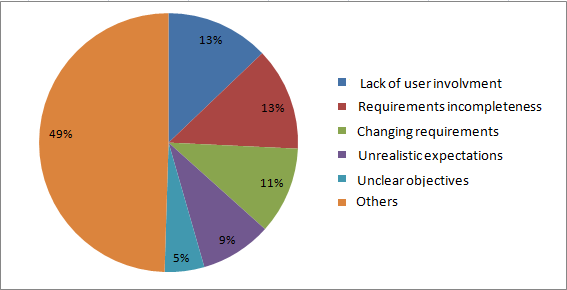 13%
13%
11%
9%
5%
49%
Lack of user involvment
Requirements incompleteness
Changing requirements
Unrealistic expectations
Unclear objectives
Others